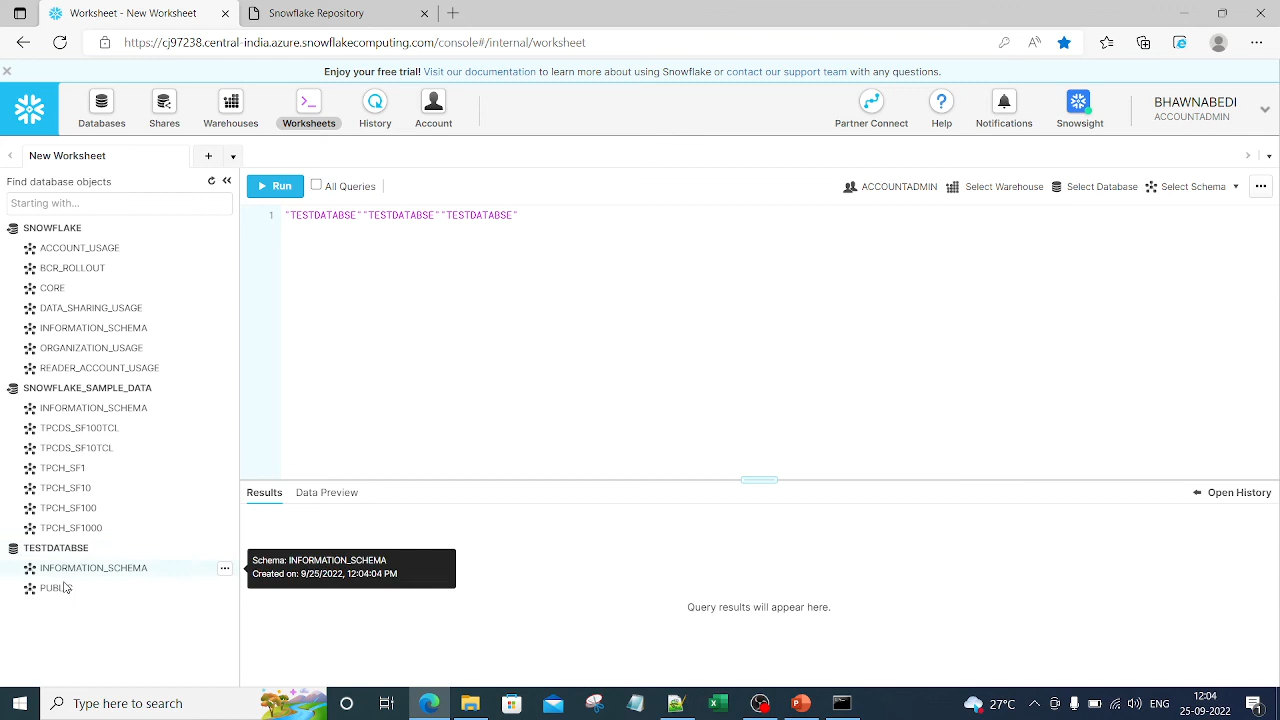 Worksheet - New Worksheet
Snowflake Repository
https://cj97238.central-india.azure.snowflakecomputing.com/console#/internal/worksheet
Enjoy your free trial! Visit our documentation to learn more about using Snowflake or contact our support team with any questions.
Databases
Shares
Warehouses
Worksheets
History
Account
Partner Connect
Help
Notifications
Snowsight
BHAWNABEDI
ACCOUNTADMIN
New Worksheet
Find database objects
Starting with...
Run
All Queries
ACCOUNTADMIN
Select Warehouse
Select Database
Select Schema
1 "TESTDATABSE""TESTDATABSE""TESTDATABSE"
SNOWFLAKE
ACCOUNT_USAGE
BCR_ROLLOUT
CORE
DATA_SHARING_USAGE
INFORMATION_SCHEMA
ORGANIZATION_USAGE
READER_ACCOUNT_USAGE
SNOWFLAKE_SAMPLE_DATA
INFORMATION_SCHEMA
TPCDS_SF100TCL
TPCDS_SF10TCL
TPCH_SF1
TPCH_SF10
TPCH_SF100
TPCH_SF1000
TESTDATABSE
INFORMATION_SCHEMA
Results
Data Preview
Open History
Schema: INFORMATION_SCHEMA
Created on: 9/25/2022, 12:04:04 PM
Query results will appear here.
Type here to search
27°C
ENG
12:04
25-09-2022